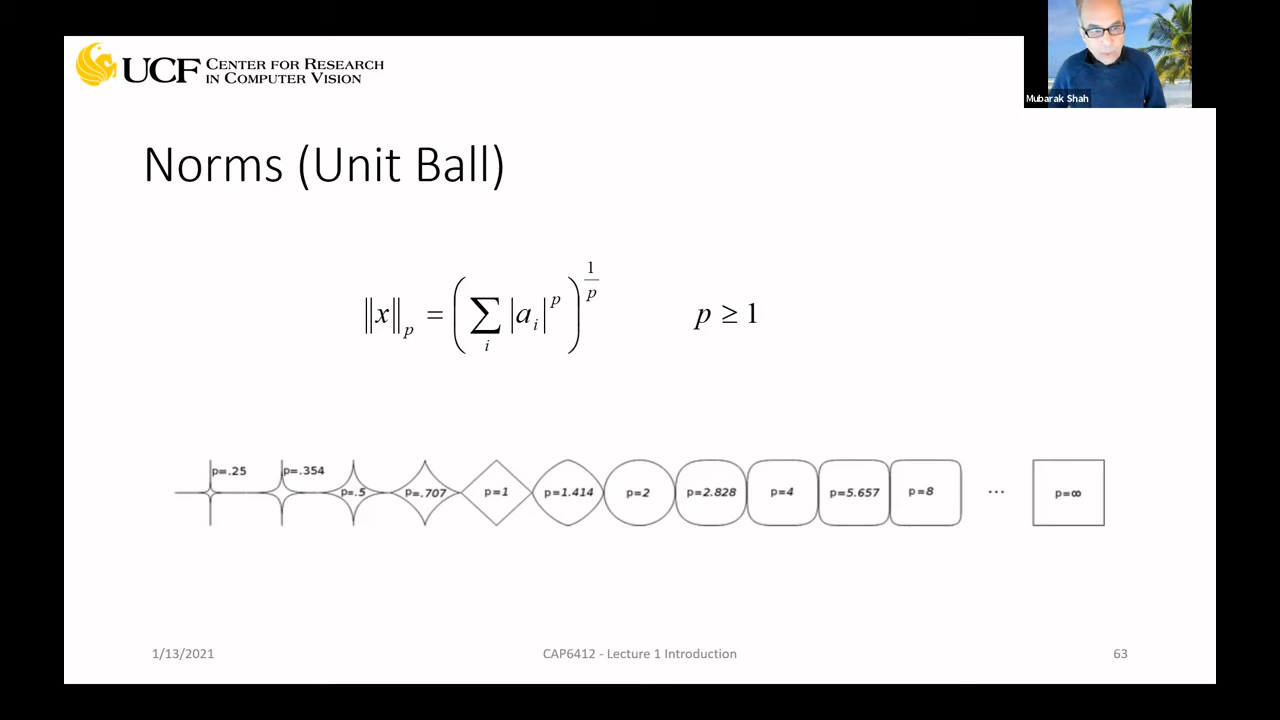 UCF CENTER FOR RESEARCH
IN COMPUTER VISION
Mubarak Shah
Norms (Unit Ball)
‖x‖_p = (∑_i |a_i|^p)^{1/p} p ≥ 1
p=.25 p=.354 p=.5 p=.707 p=1 p=1.414 p=2 p=2.828 p=4 p=5.657 p=8 ... p=∞
1/13/2021 CAP6412 - Lecture 1 Introduction 63